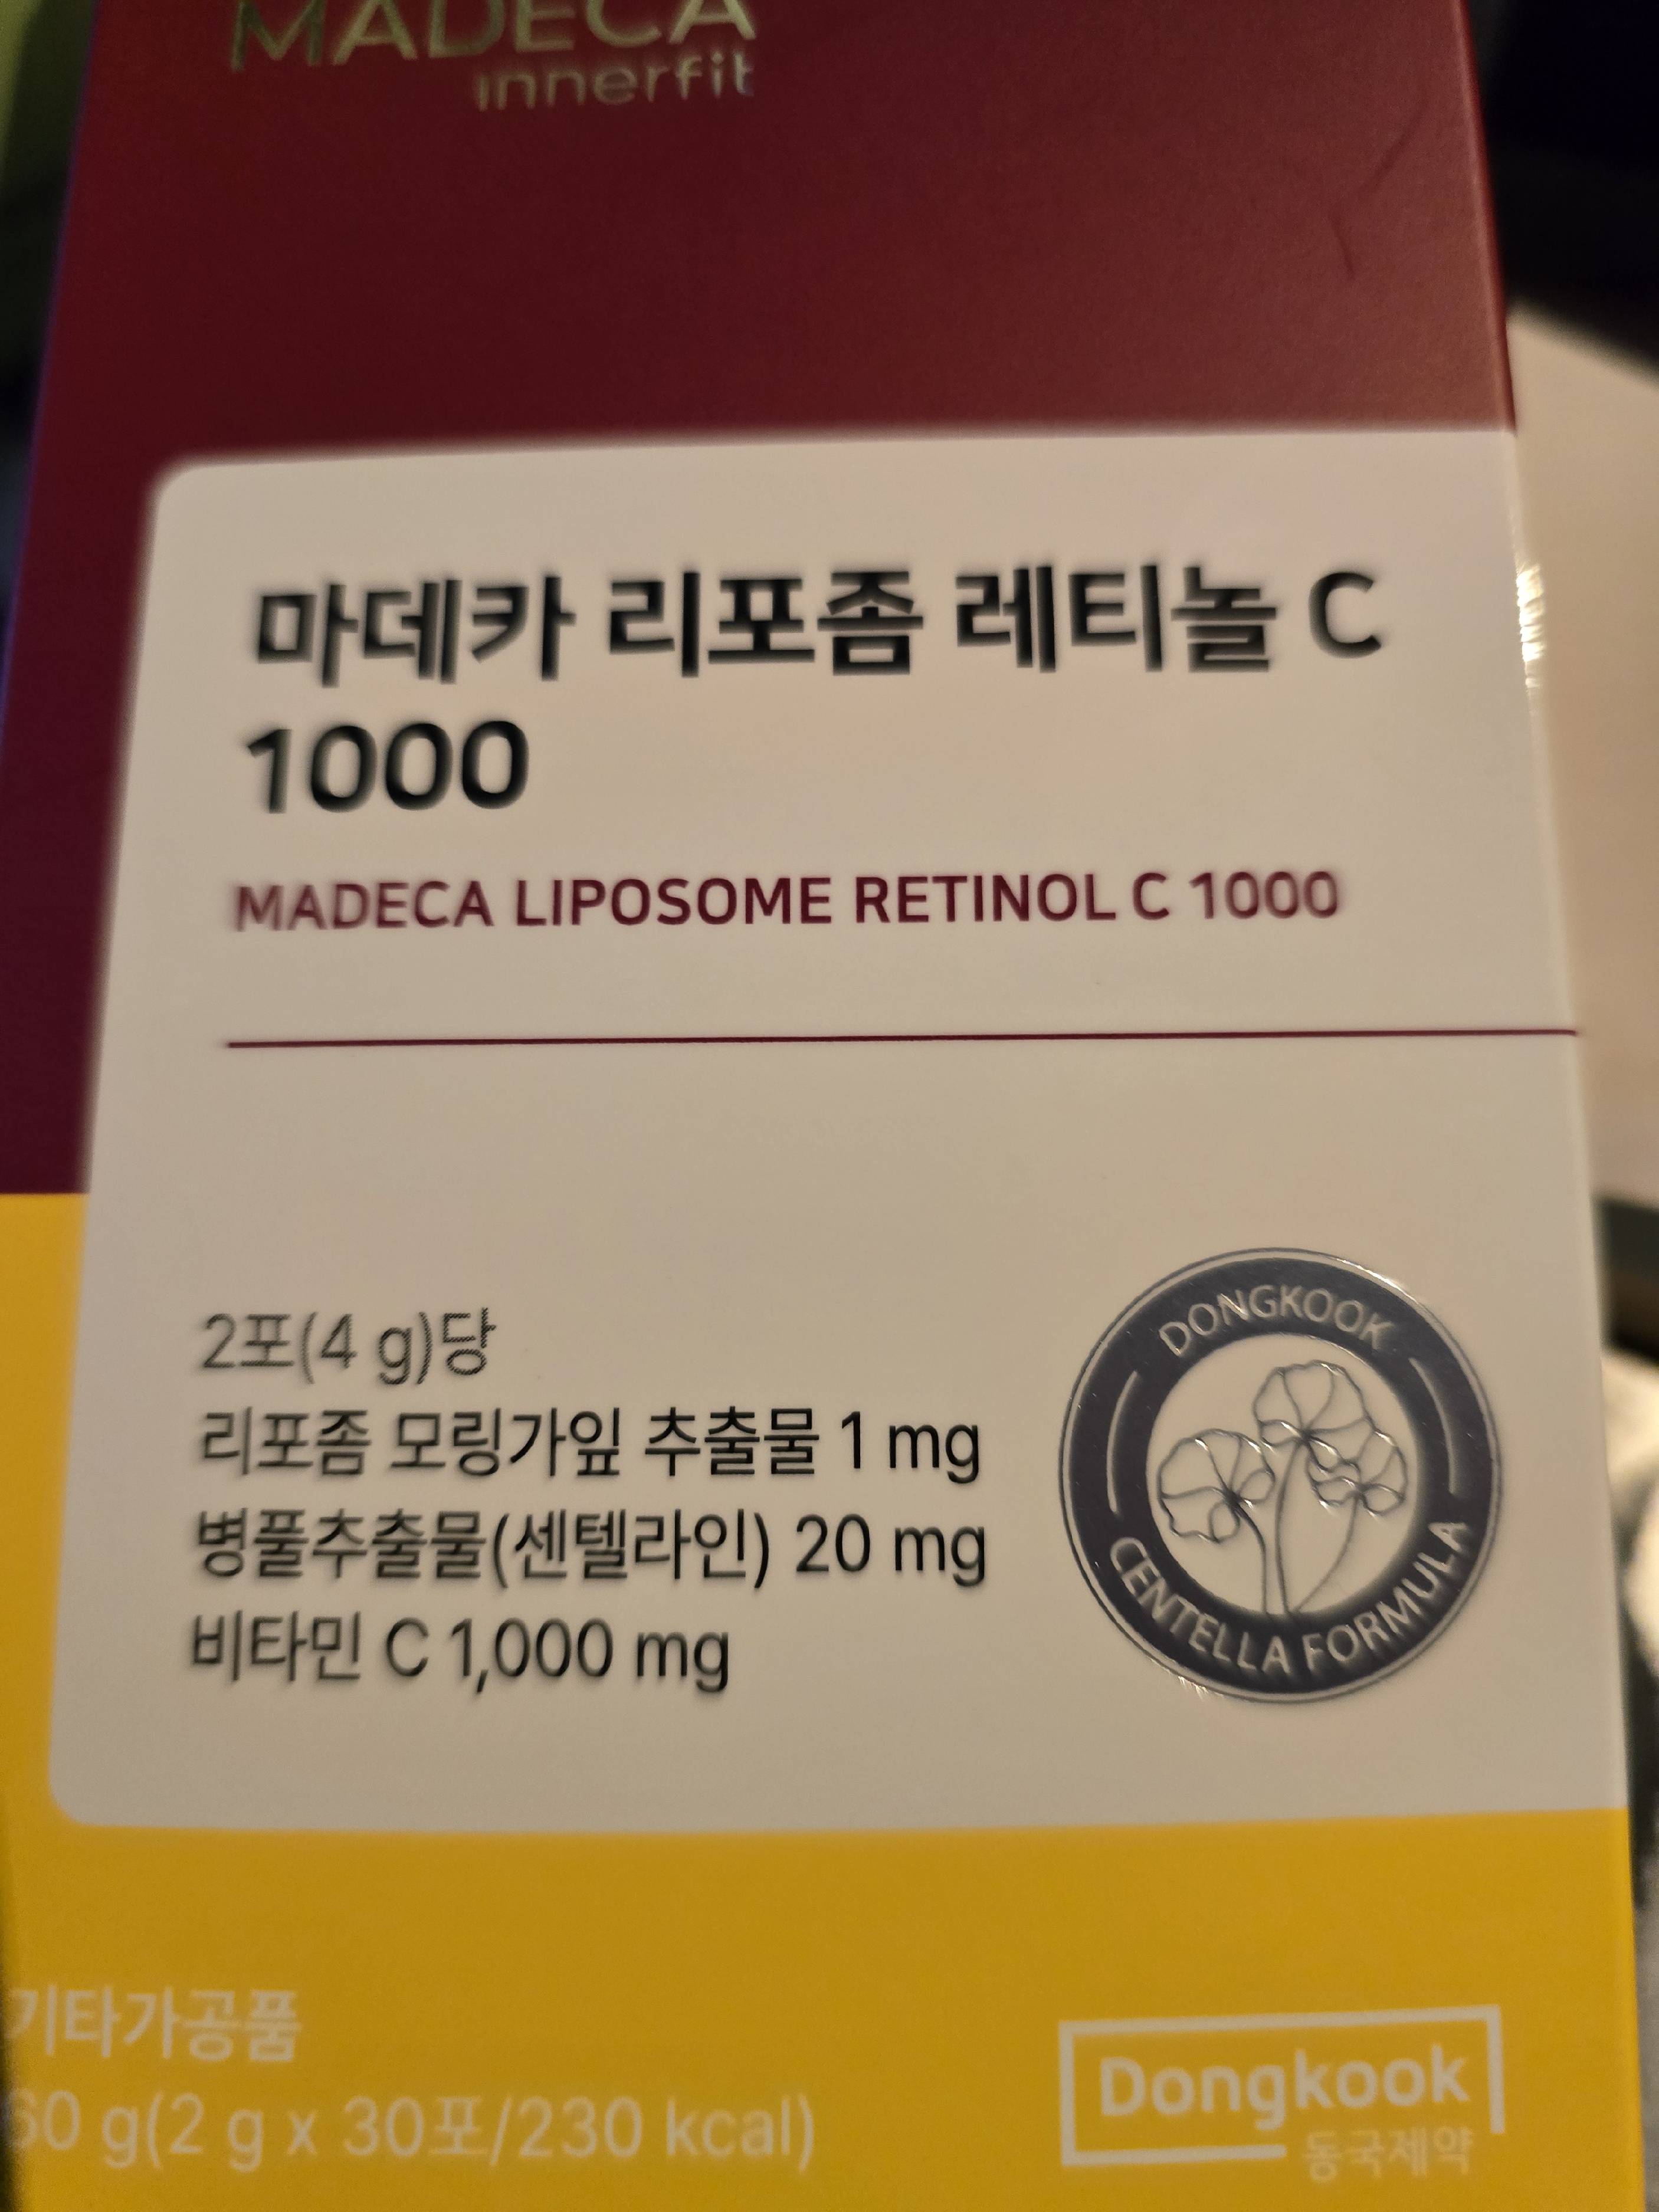 MADECA
innerfit
마데카 리포좀 레티놀 C
1000
MADECA LIPOSOME RETINOL C 1000
2포(4 g)당
리포좀 모링가잎 추출물 1 mg
병풀추출물(센텔라인) 20 mg
비타민 C 1,000 mg
DONGKOOK
CENTELLA FORMULA
기타가공품
60 g(2 g x 30포/230 kcal)
Dongkook
동국제약